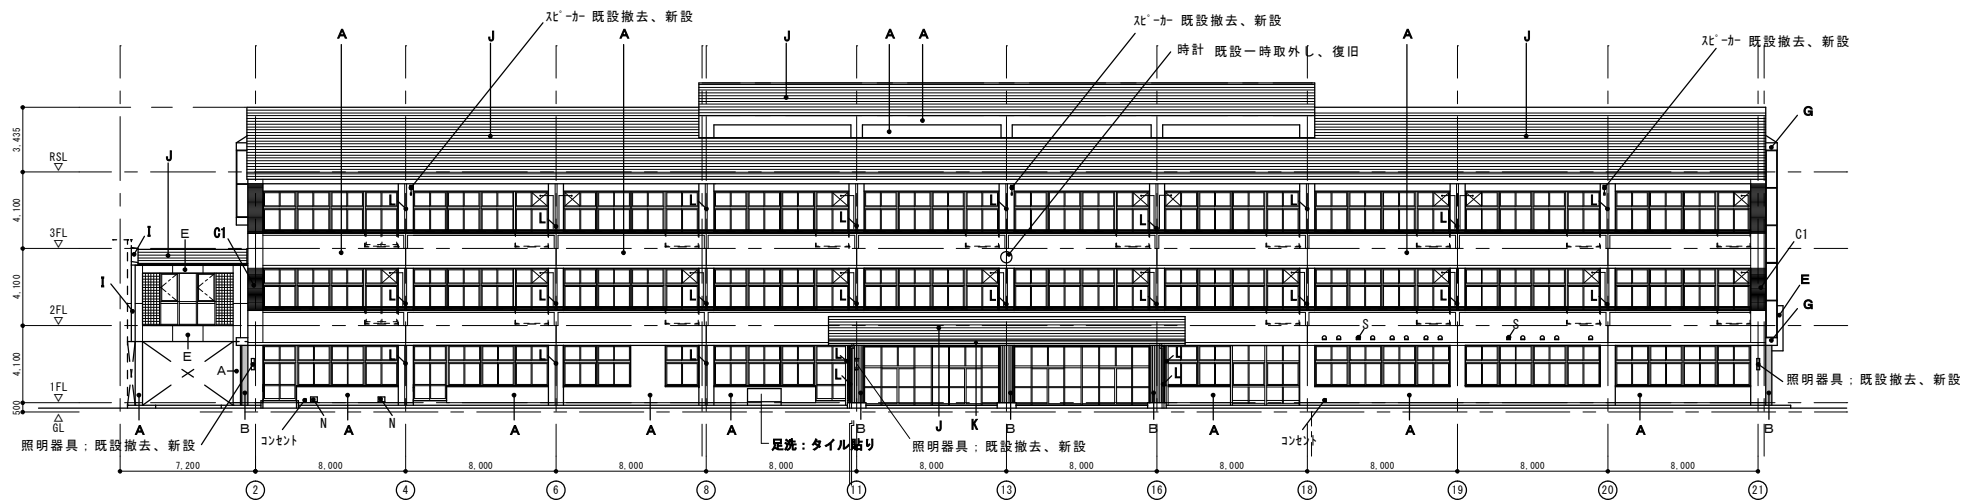 スピーカー 既設撤去、新設
スピーカー 既設撤去、新設
スピーカー 既設撤去、新設
時計 既設一時取外し、復旧
A
J
A
J
A
A
A
J
G
3,435
RSL
J
4,100
L
L
L
L
L
L
L
L
L
L
3FL
I
E
C1
C1
4,100
I
L
L
L
L
L
L
L
L
L
L
E
2FL
G
S
S
E
4,100
A
L
L
L
L
L
L
L
照明器具；既設撤去、新設
1FL
500
GL
A
B
コンセント
N
A
N
A
A
A
足洗：タイル貼り
B
J
K
B
B
A
コンセント
A
A
B
照明器具；既設撤去、新設
照明器具；既設撤去、新設
7,200
8,000
8,000
8,000
8,000
8,000
8,000
8,000
8,000
8,000
8,000
2
4
6
8
11
13
16
18
19
20
21